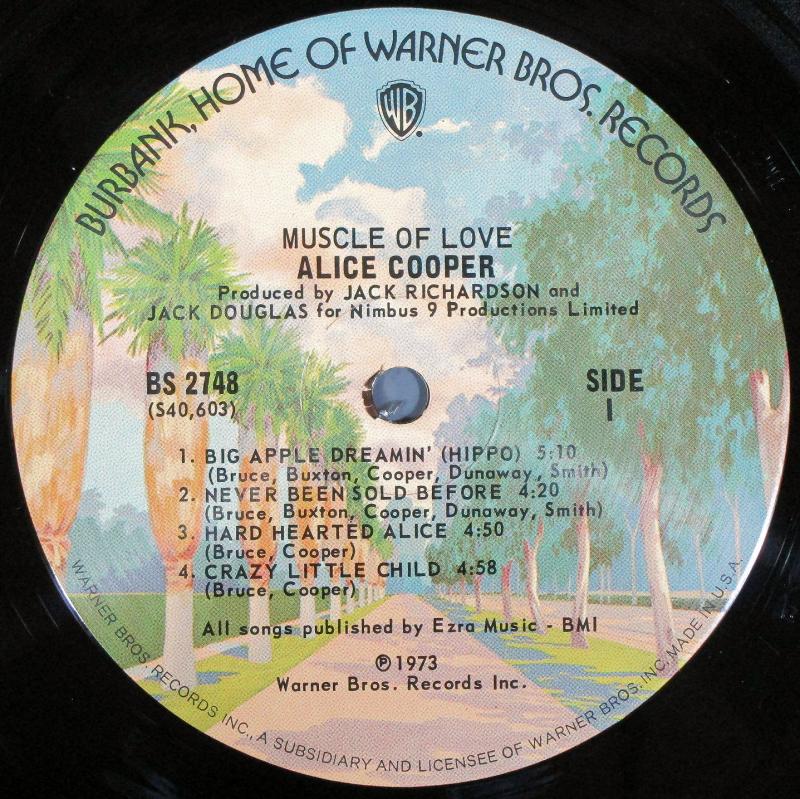 BURBANK, HOME OF WARNER BROS. RECORDS
WB
MUSCLE OF LOVE
ALICE COOPER
Produced by JACK RICHARDSON and
JACK DOUGLAS for Nimbus 9 Productions Limited
BS 2748
(S40,603)
SIDE
1
1. BIG APPLE DREAMIN' (HIPPO) 5:10
(Bruce, Buxton, Cooper, Dunaway, Smith)
2. NEVER BEEN SOLD BEFORE 4:20
(Bruce, Buxton, Cooper, Dunaway, Smith)
3. HARD HEARTED ALICE 4:50
(Bruce, Cooper)
4. CRAZY LITTLE CHILD 4:58
(Bruce, Cooper)
All songs published by Ezra Music - BMI
℗1973
Warner Bros. Records Inc.
WARNER BROS. RECORDS INC., A SUBSIDIARY AND LICENSEE OF WARNER BROS. INC. MADE IN U.S.A.